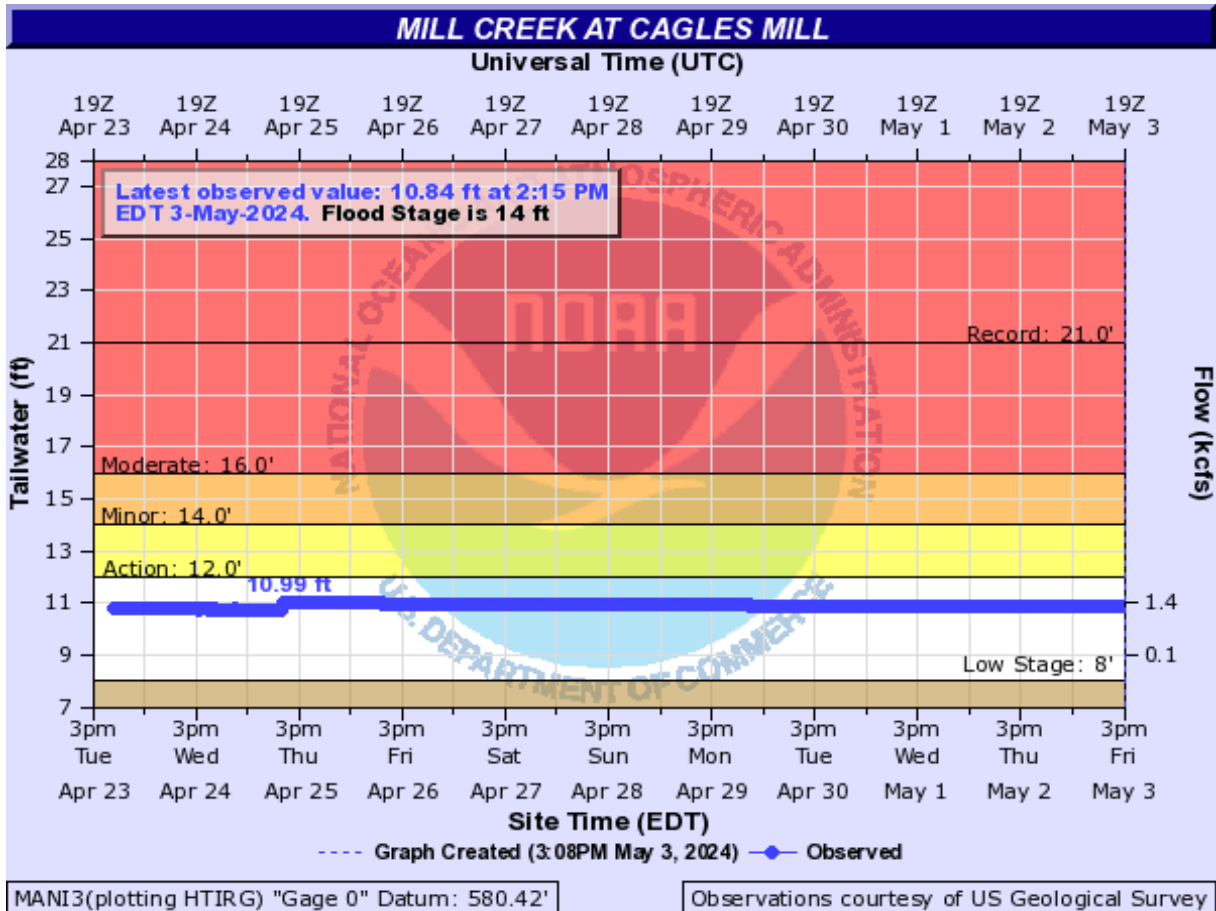 MILL CREEK AT CAGLES MILL
Universal Time (UTC)
19Z 19Z 19Z 19Z 19Z 19Z 19Z 19Z 19Z 19Z 19Z
Apr 23 Apr 24 Apr 25 Apr 26 Apr 27 Apr 28 Apr 29 Apr 30 May 1 May 2 May 3
Latest observed value: 10.84 ft at 2:15 PM
EDT 3-May-2024. Flood Stage is 14 ft
Tailwater (ft)
28
27
25
23
21
19
17
15
13
11
9
7
Record: 21.0'
Moderate: 16.0'
Minor: 14.0'
Action: 12.0'
10.99 ft
Low Stage: 8'
NATIONAL OCEANIC AND ATMOSPHERIC ADMINISTRATION
NOAA
U.S. DEPARTMENT OF COMMERCE
Flow (kcfs)
1.4
0.1
3pm 3pm 3pm 3pm 3pm 3pm 3pm 3pm 3pm 3pm 3pm
Tue Wed Thu Fri Sat Sun Mon Tue Wed Thu Fri
Apr 23 Apr 24 Apr 25 Apr 26 Apr 27 Apr 28 Apr 29 Apr 30 May 1 May 2 May 3
Site Time (EDT)
---- Graph Created (3:08PM May 3, 2024) Observed
MANI3(plotting HTIRG) "Gage 0" Datum: 580.42'
Observations courtesy of US Geological Survey